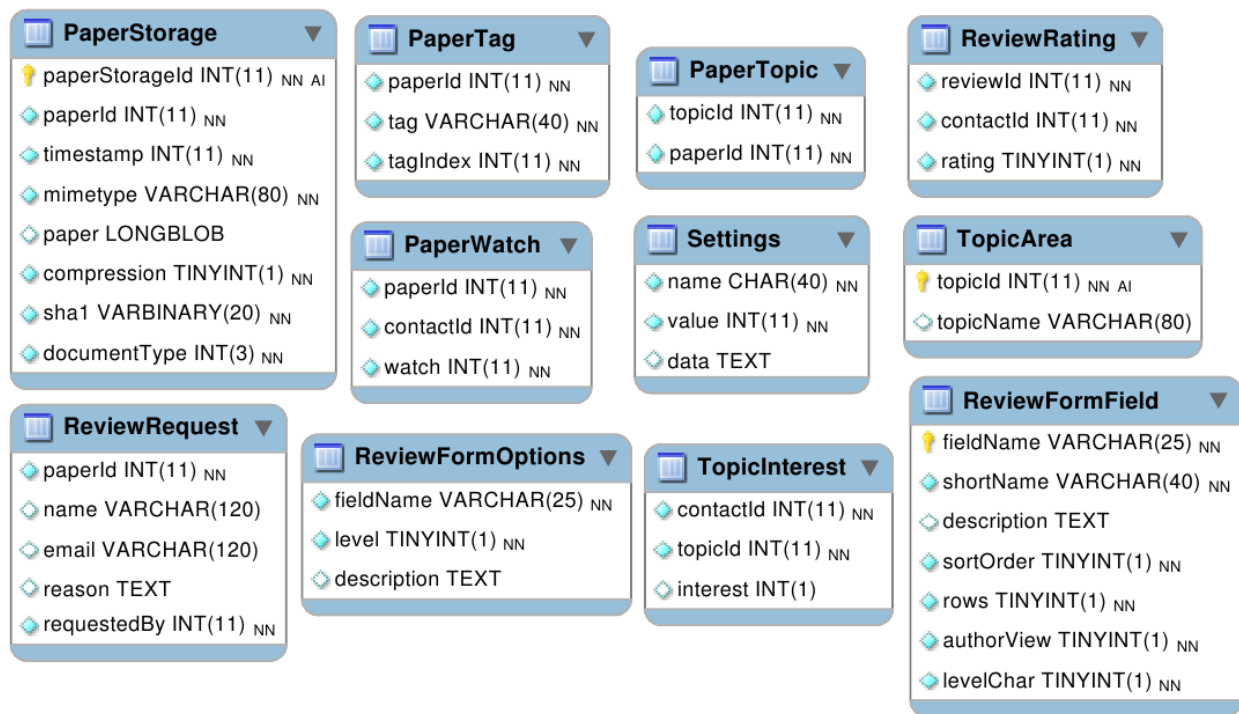 PaperStorage
paperStorageId INT(11) NN AI
paperId INT(11) NN
timestamp INT(11) NN
mimetype VARCHAR(80) NN
paper LONGBLOB
compression TINYINT(1) NN
sha1 VARBINARY(20) NN
documentType INT(3) NN
PaperTag
paperId INT(11) NN
tag VARCHAR(40) NN
tagIndex INT(11) NN
PaperTopic
topicId INT(11) NN
paperId INT(11) NN
ReviewRating
reviewId INT(11) NN
contactId INT(11) NN
rating TINYINT(1) NN
PaperWatch
paperId INT(11) NN
contactId INT(11) NN
watch INT(11) NN
Settings
name CHAR(40) NN
value INT(11) NN
data TEXT
TopicArea
topicId INT(11) NN AI
topicName VARCHAR(80)
ReviewRequest
paperId INT(11) NN
name VARCHAR(120)
email VARCHAR(120)
reason TEXT
requestedBy INT(11) NN
ReviewFormOptions
fieldName VARCHAR(25) NN
level TINYINT(1) NN
description TEXT
TopicInterest
contactId INT(11) NN
topicId INT(11) NN
interest INT(1)
ReviewFormField
fieldName VARCHAR(25) NN
shortName VARCHAR(40) NN
description TEXT
sortOrder TINYINT(1) NN
rows TINYINT(1) NN
authorView TINYINT(1) NN
levelChar TINYINT(1) NN